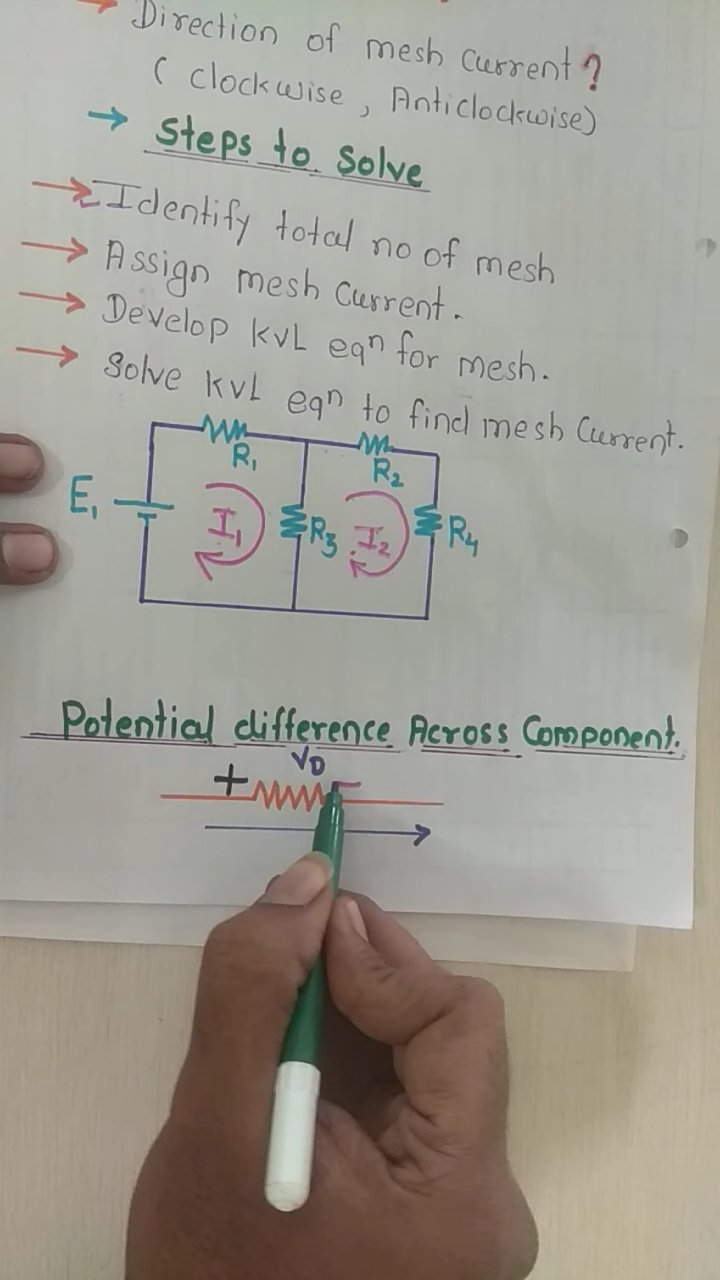 → Direction of mesh current?
( clockwise, Anticlockwise)
→ Steps to Solve
→ Identify total no of mesh
→ Assign mesh Current.
→ Develop KVL eqⁿ for mesh.
→ Solve KVL eqⁿ to find mesh Current.
R₁ R₂
E₁ I₁ R₃ I₂ R₄
Potential difference Across Component.
VD
+ -